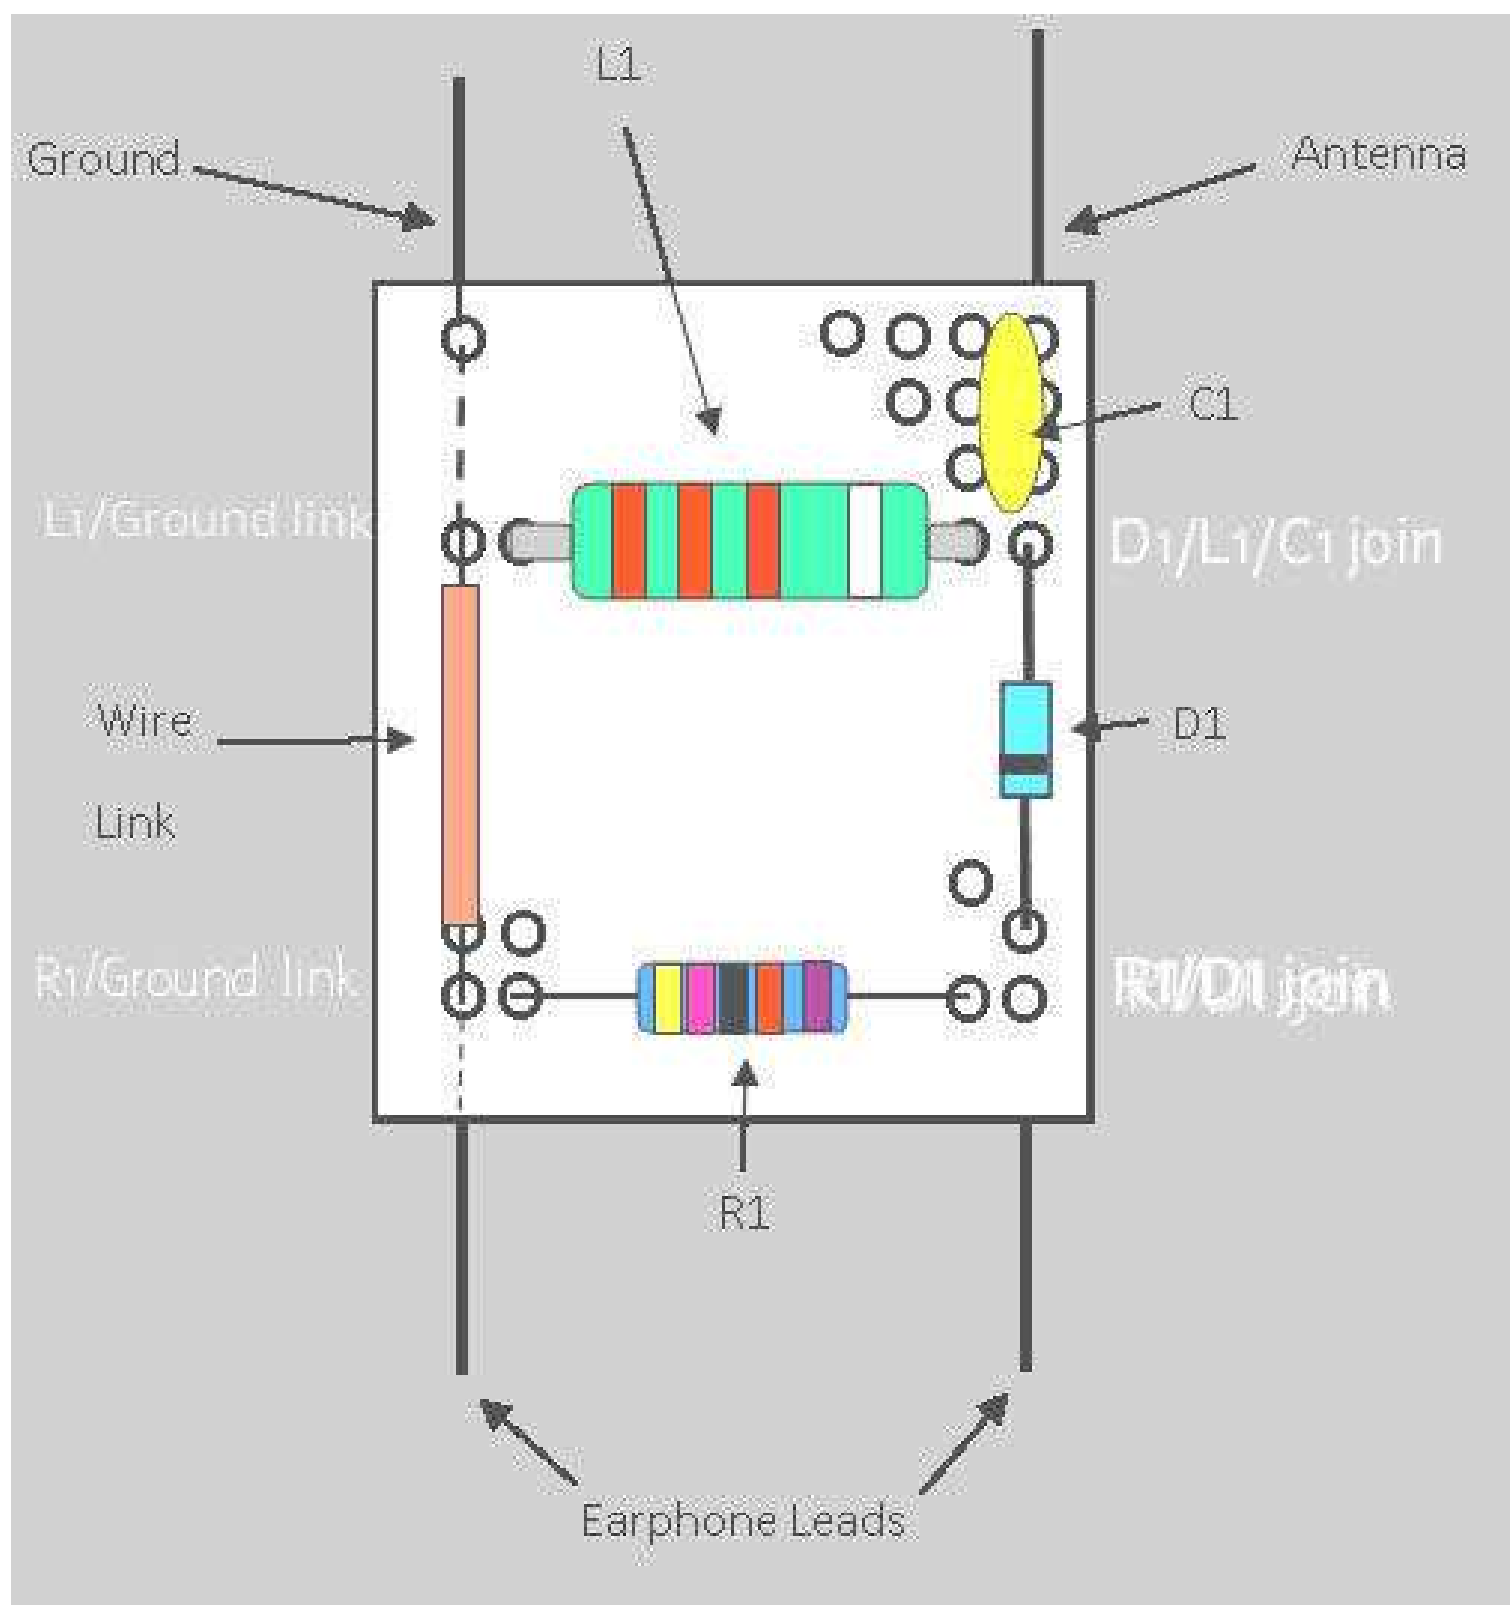 L1
Ground
Antenna
C1
L1/Ground link
D1/L1/C1 join
Wire
Link
D1
R1/Ground link
R1/D1 join
R1
Earphone Leads